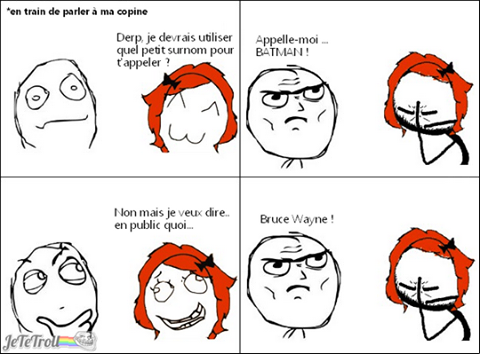 *en train de parler à ma copine
Derp, je devrais utiliser
quel petit surnom pour
t'appeler ?
Appelle-moi ...
BATMAN !
Non mais je veux dire..
en public quoi...
Bruce Wayne !
JeTeTroll